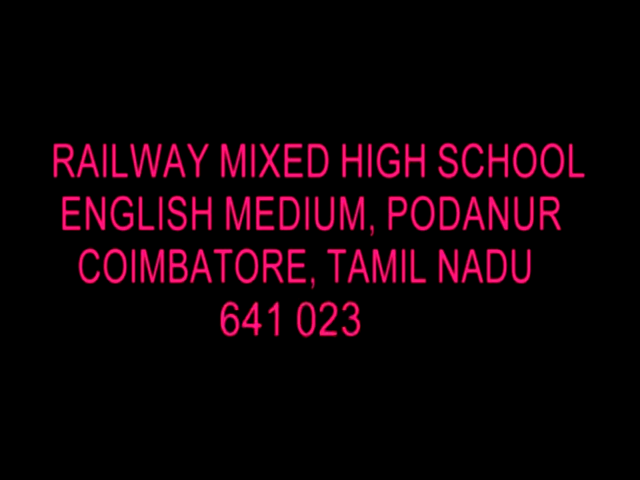 RAILWAY MIXED HIGH SCHOOL
ENGLISH MEDIUM, PODANUR
COIMBATORE, TAMIL NADU
641 023